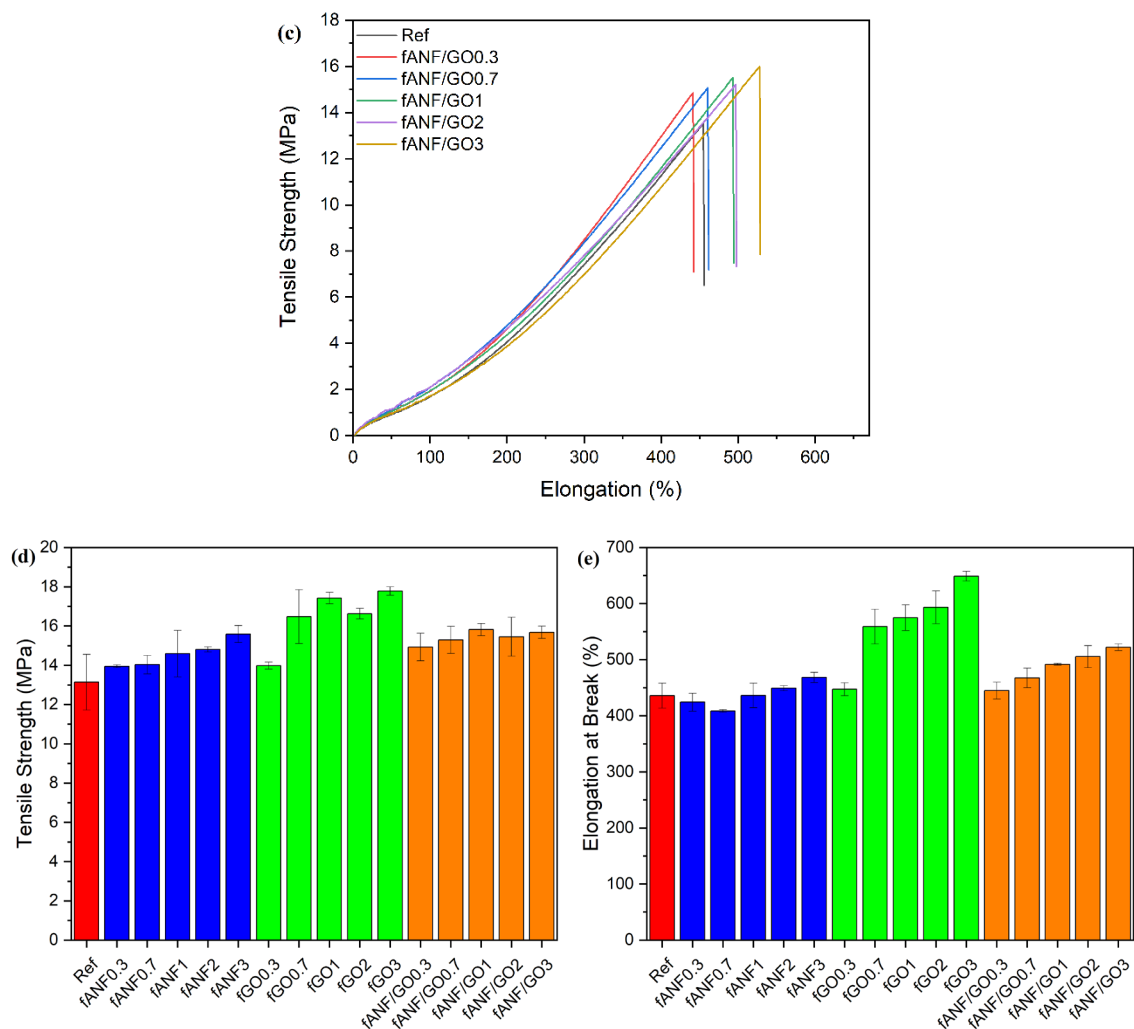 (c)
Ref
fANF/GO0.3
fANF/GO0.7
fANF/GO1
fANF/GO2
fANF/GO3
Tensile Strength (MPa)
18
16
14
12
10
8
6
4
2
0
0 100 200 300 400 500 600
Elongation (%)
(d)
Tensile Strength (MPa)
20
18
16
14
12
10
8
6
4
2
0
Ref
fANF0.3
fANF0.7
fANF1
fANF2
fANF3
fGO0.3
fGO0.7
fGO1
fGO2
fGO3
fANF/GO0.3
fANF/GO0.7
fANF/GO1
fANF/GO2
fANF/GO3
(e)
Elongation at Break (%)
700
600
500
400
300
200
100
0
Ref
fANF0.3
fANF0.7
fANF1
fANF2
fANF3
fGO0.3
fGO0.7
fGO1
fGO2
fGO3
fANF/GO0.3
fANF/GO0.7
fANF/GO1
fANF/GO2
fANF/GO3